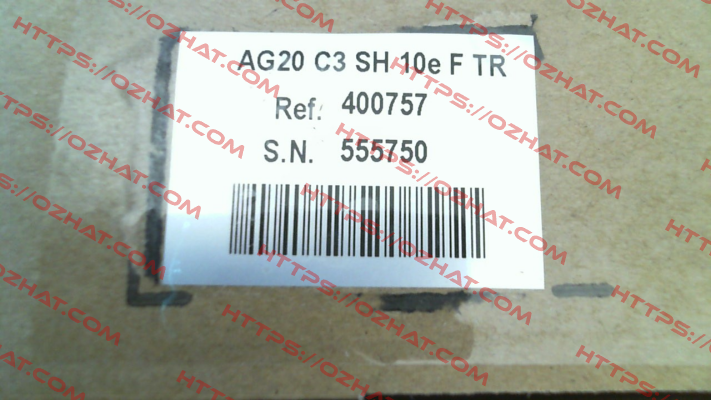 AG20 C3 SH 10e F TR
Ref: 400757
S.N. 555750
HTTPS://OZHAT.COM